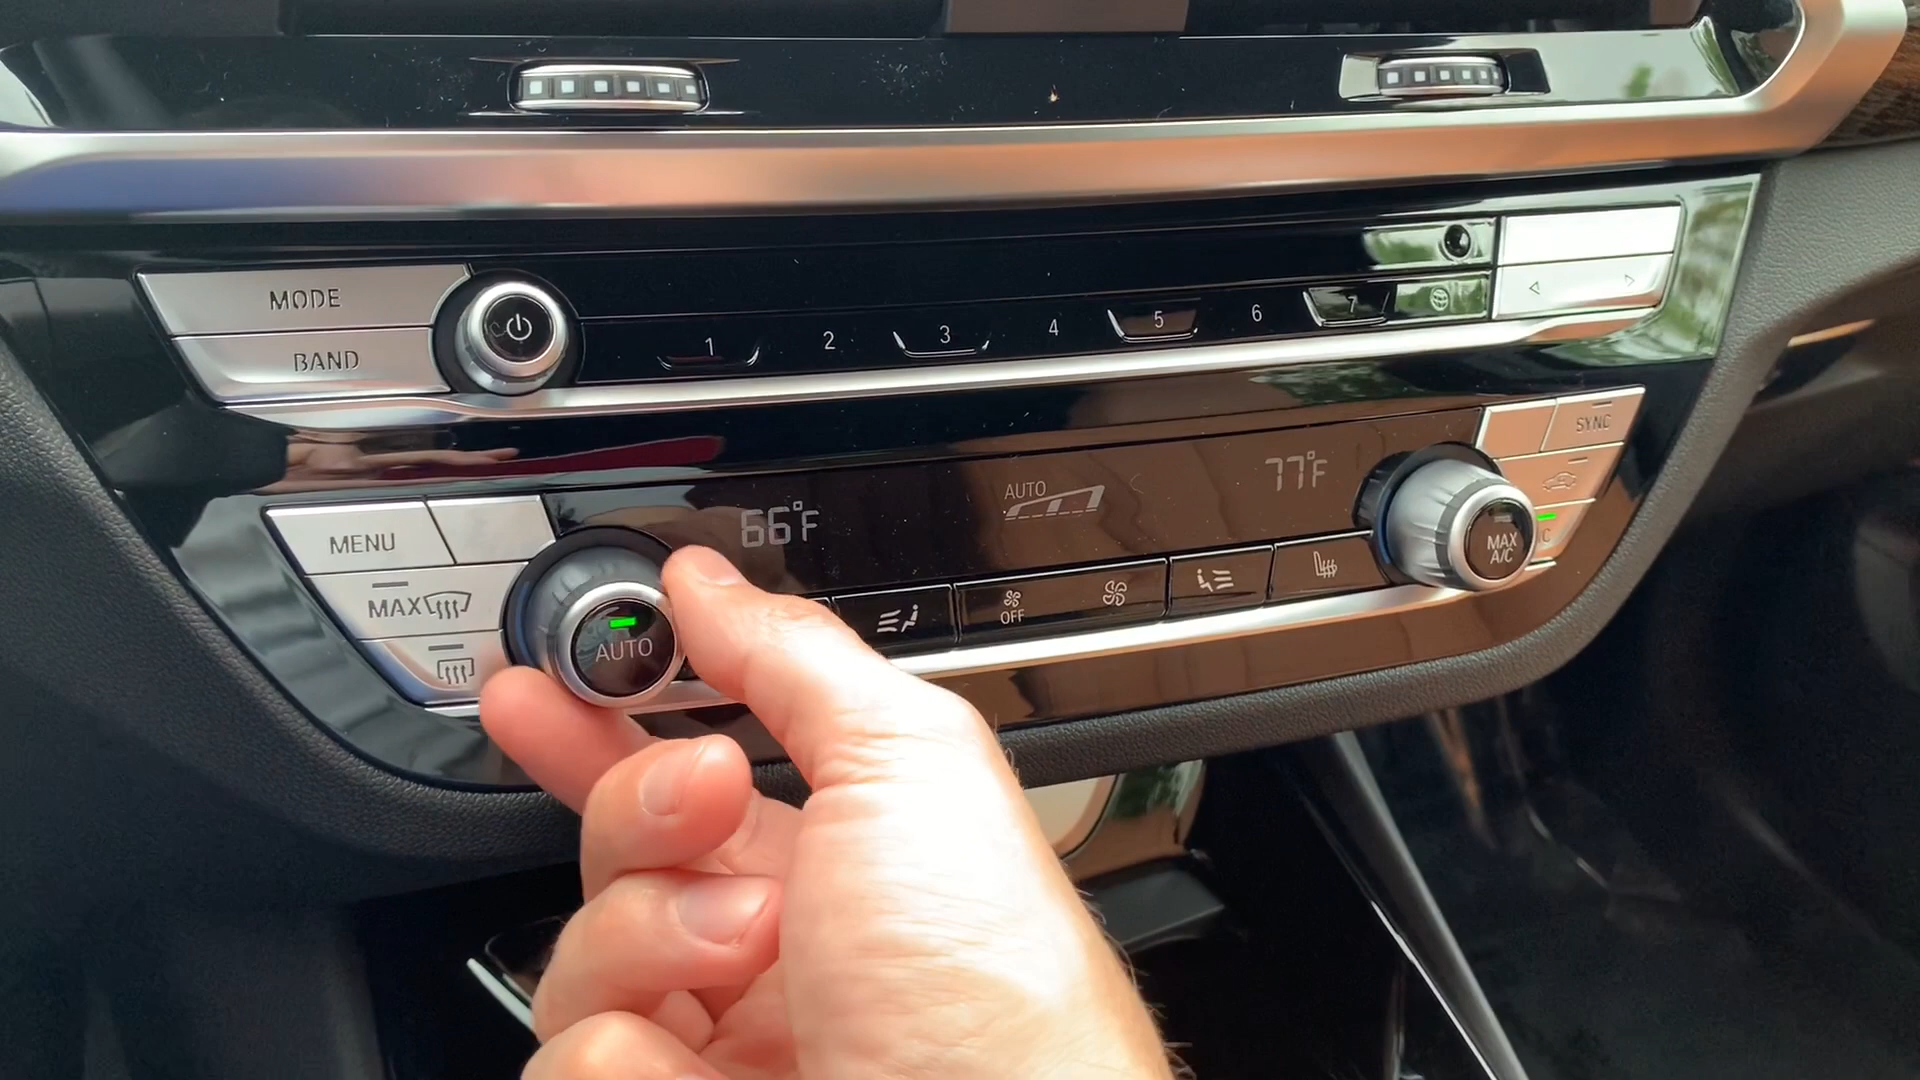 MODE
BAND
1 2 3 4 5 6 7
SYNC
66°F
AUTO
77°F
MENU
MAX
AUTO
OFF
MAX
A/C
C